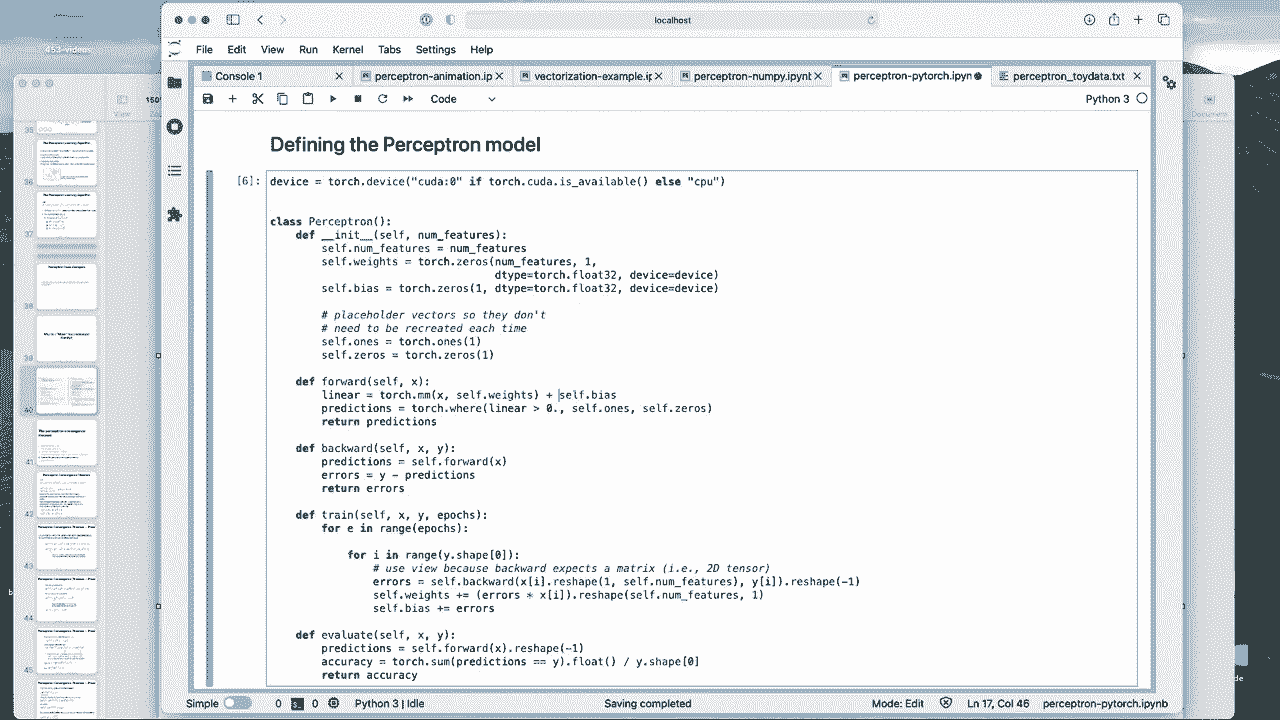 453-videos
localhost
File Edit View Run Kernel Tabs Settings Help
Console 1 perceptron-animation.ip vectorization-example.ip perceptron-numpy.ipynb perceptron-pytorch.ipyn perceptron_toydata.txt
Code Python 3
Defining the Perceptron model
[6]: device = torch.device("cuda:0" if torch.cuda.is_available() else "cpu")
class Perceptron():
def __init__(self, num_features):
self.num_features = num_features
self.weights = torch.zeros(num_features, 1,
dtype=torch.float32, device=device)
self.bias = torch.zeros(1, dtype=torch.float32, device=device)
# placeholder vectors so they don't
# need to be recreated each time
self.ones = torch.ones(1)
self.zeros = torch.zeros(1)
def forward(self, x):
linear = torch.mm(x, self.weights) + self.bias
predictions = torch.where(linear > 0., self.ones, self.zeros)
return predictions
def backward(self, x, y):
predictions = self.forward(x)
errors = y - predictions
return errors
def train(self, x, y, epochs):
for e in range(epochs):
for i in range(y.shape[0]):
# use view because backward expects a matrix (i.e., 2D tensor)
errors = self.backward(x[i].reshape(1, self.num_features), y[i]).reshape(-1)
self.weights += (errors * x[i]).reshape(self.num_features, 1)
self.bias += errors
def evaluate(self, x, y):
predictions = self.forward(x).reshape(-1)
accuracy = torch.sum(predictions == y).float() / y.shape[0]
return accuracy
Simple 0 Python 3 | Idle Saving completed Mode: Edit Ln 17, Col 46 perceptron-pytorch.ipynb